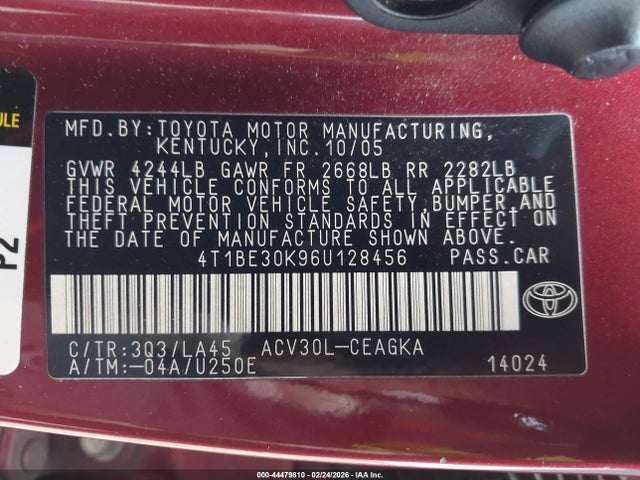 ULE
P2
MFD. BY: TOYOTA MOTOR MANUFACTURING,
KENTUCKY, INC. 10/05
GVWR 4244LB GAWR FR 2668LB RR 2282LB
THIS VEHICLE CONFORMS TO ALL APPLICABLE
FEDERAL MOTOR VEHICLE SAFETY, BUMPER, AND
THEFT PREVENTION STANDARDS IN EFFECT ON
THE DATE OF MANUFACTURE SHOWN ABOVE.
4T1BE30K96U128456 PASS. CAR
C/TR: 3Q3/LA45 ACV30L-CEAGKA
A/TM: -04A/U250E 14024
000-44479810 - 02/24/2026 - IAA Inc.